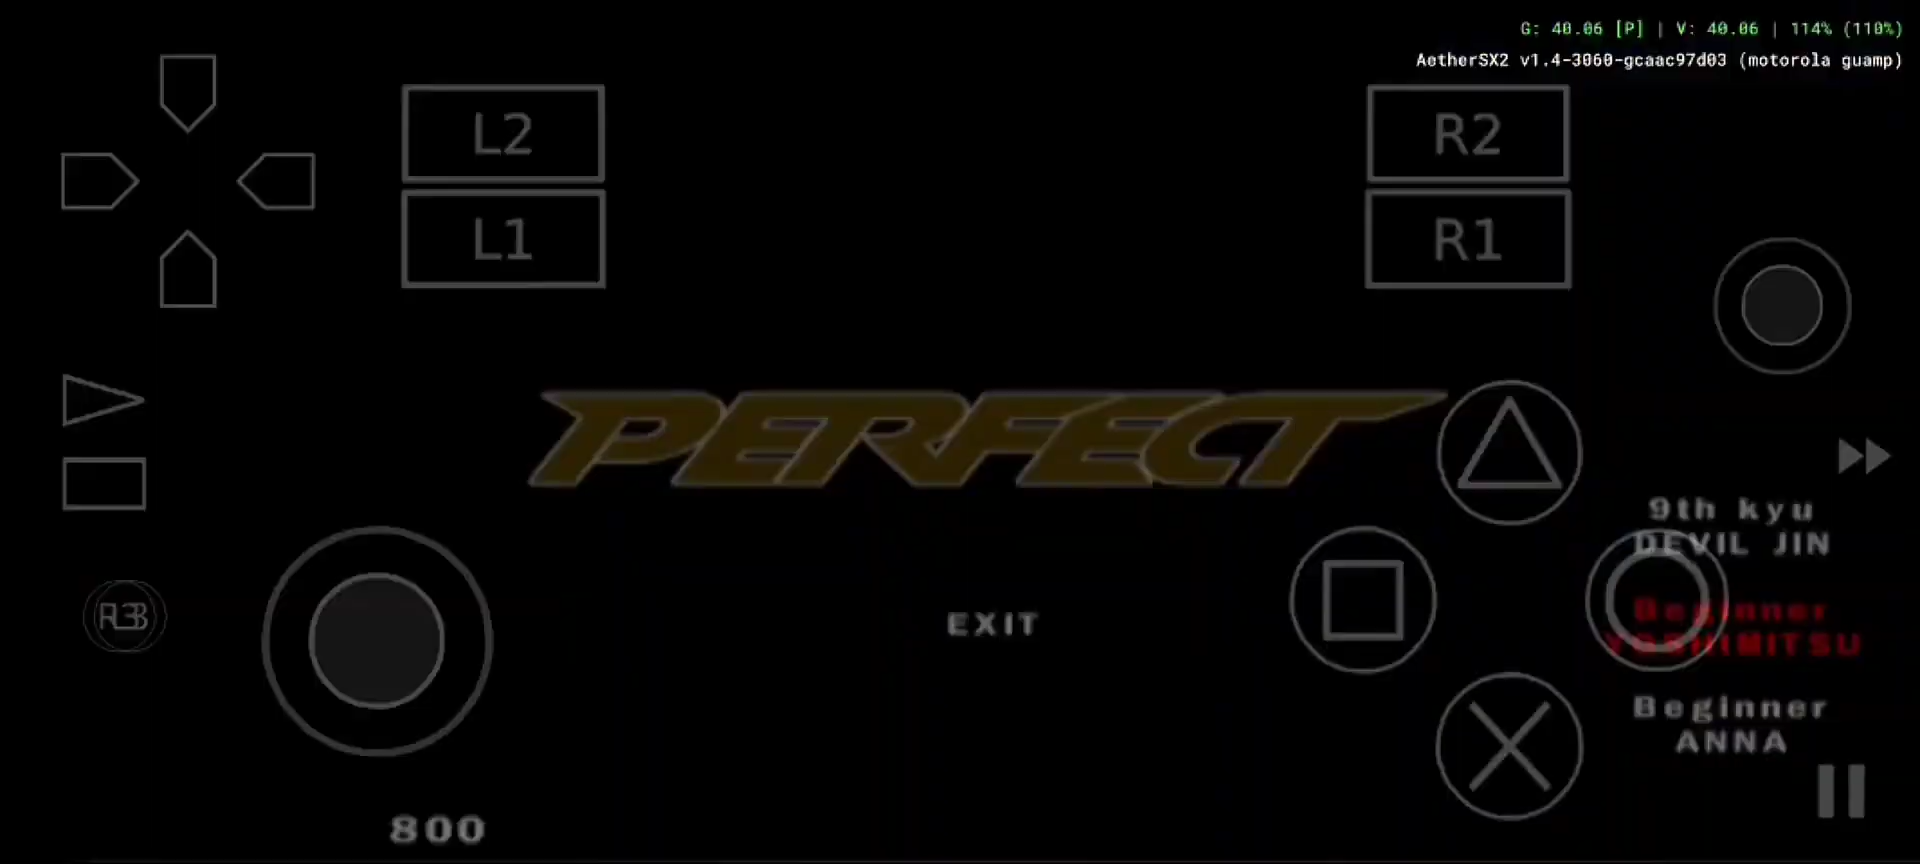 G: 40.06 [P] | V: 40.06 | 114% (110%)
AetherSX2 v1.4-3060-gcaac97d03 (motorola guamp)
L2
R2
L1
R1
PERFECT
9th kyu
DEVIL JIN
EXIT
Beginner
YOSHIMITSU
Beginner
ANNA
800